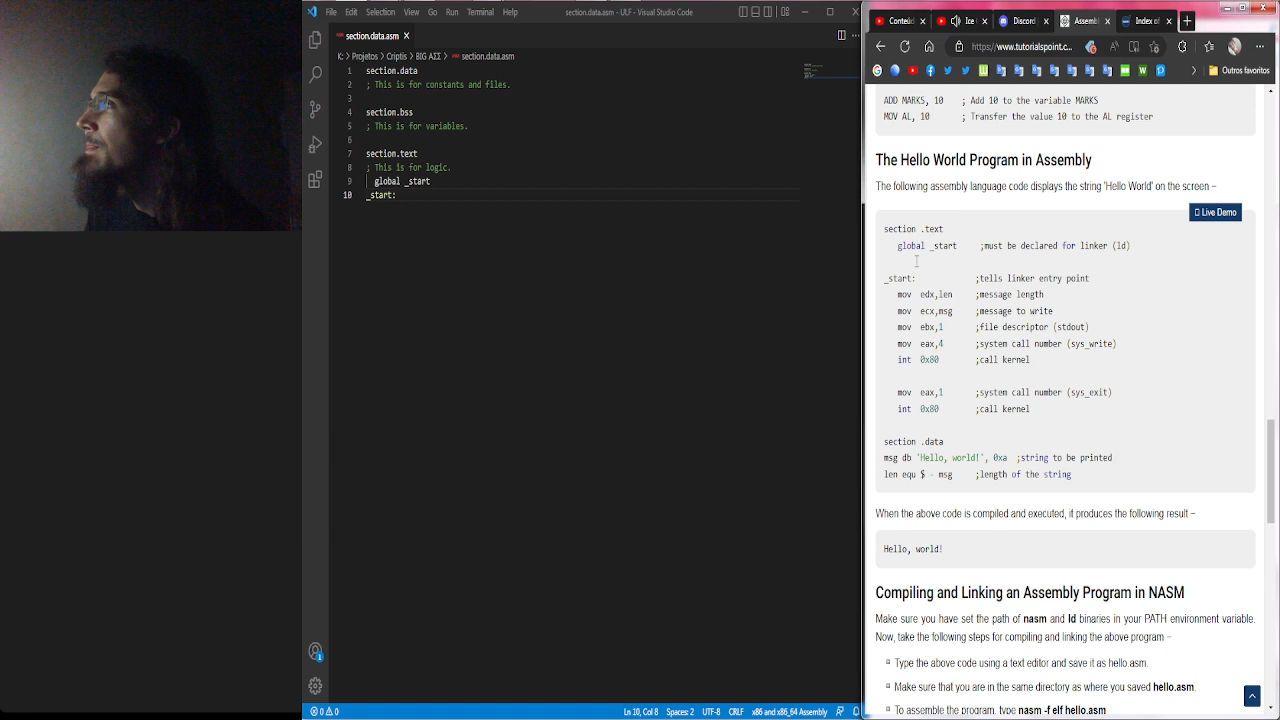 File Edit Selection View Go Run Terminal Help
section.data.asm - ULF - Visual Studio Code
section.data.asm
K: > Projetos > Criptis > BIG AΣΣ > section.data.asm
1 section.data
2 ; This is for constants and files.
3
4 section.bss
5 ; This is for variables.
6
7 section.text
8 ; This is for logic.
9 global _start
10 _start:
1
0 0
Ln 10, Col 8 Spaces: 2 UTF-8 CRLF x86 and x86_64 Assembly
Conteúd
Ice
Discord
Assembl
Index of
https://www.tutorialspoint.c...
Outros favoritos
ADD MARKS, 10 ; Add 10 to the variable MARKS
MOV AL, 10 ; Transfer the value 10 to the AL register
The Hello World Program in Assembly
The following assembly language code displays the string 'Hello World' on the screen −
Live Demo
section .text
global _start ;must be declared for linker (ld)
_start: ;tells linker entry point
mov edx,len ;message length
mov ecx,msg ;message to write
mov ebx,1 ;file descriptor (stdout)
mov eax,4 ;system call number (sys_write)
int 0x80 ;call kernel
mov eax,1 ;system call number (sys_exit)
int 0x80 ;call kernel
section .data
msg db 'Hello, world!', 0xa ;string to be printed
len equ $ - msg ;length of the string
When the above code is compiled and executed, it produces the following result −
Hello, world!
Compiling and Linking an Assembly Program in NASM
Make sure you have set the path of nasm and ld binaries in your PATH environment variable.
Now, take the following steps for compiling and linking the above program −
Type the above code using a text editor and save it as hello.asm.
Make sure that you are in the same directory as where you saved hello.asm.
To assemble the program, type nasm -f elf hello.asm